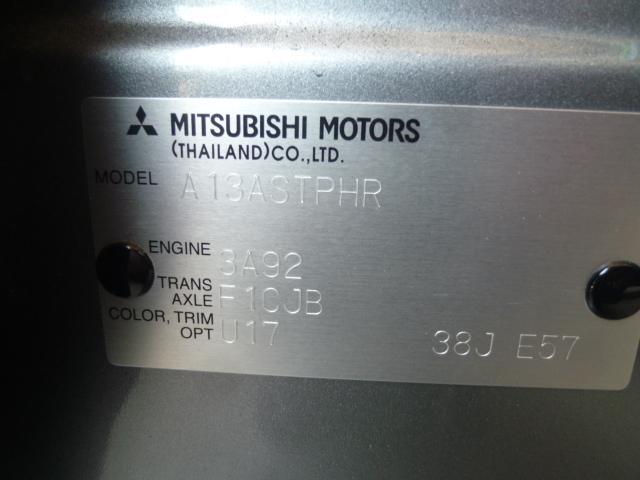 MITSUBISHI MOTORS
(THAILAND)CO.,LTD.
MODEL A13ASTPHR
ENGINE 3A92
TRANS AXLE F1CJB
COLOR, TRIM OPT U17 38J E57